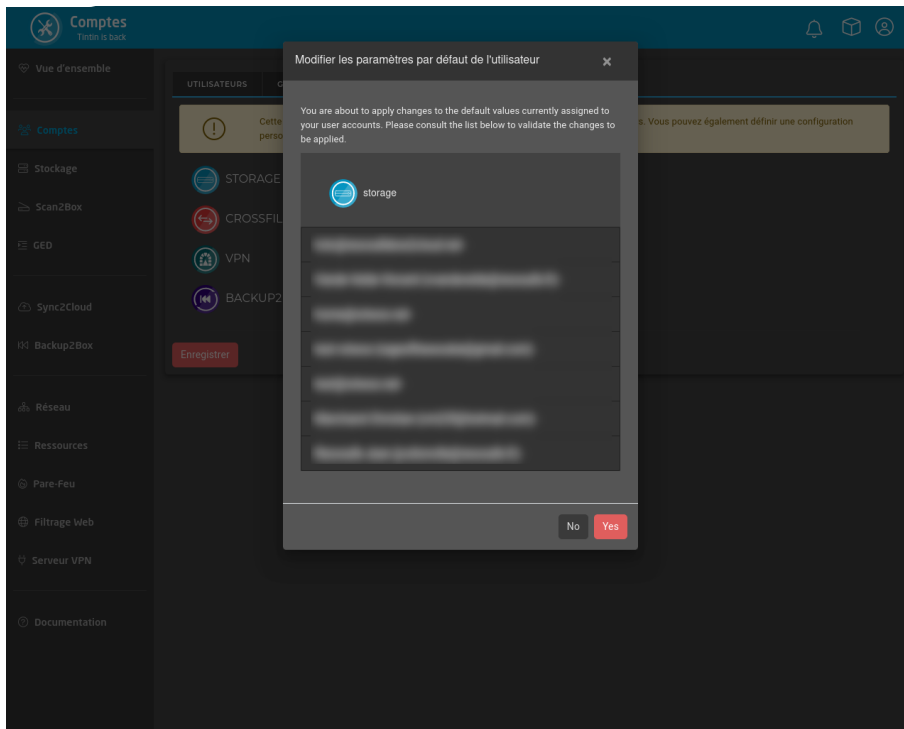 Comptes
Tintin is back
Vue d'ensemble
Comptes
Stockage
Scan2Box
GED
Sync2Cloud
Backup2Box
Réseau
Ressources
Pare-Feu
Filtrage Web
Serveur VPN
Documentation
UTILISATEURS
Cette
s. Vous pouvez également définir une configuration
perso
STORAGE
CROSSFIL
VPN
BACKUP2
Enregistrer
Modifier les paramètres par défaut de l'utilisateur
You are about to apply changes to the default values currently assigned to
your user accounts. Please consult the list below to validate the changes to
be applied.
storage
No
Yes